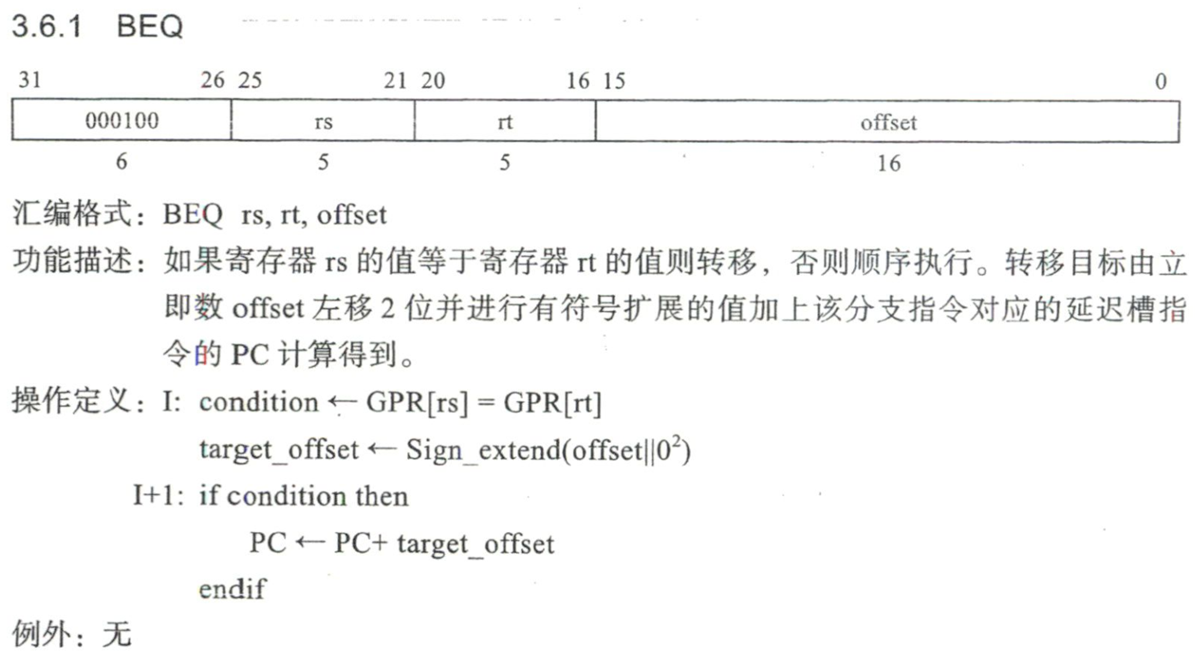 3.6.1 BEQ
31 26 25 21 20 16 15 0
000100 rs rt offset
6 5 5 16
汇编格式：BEQ rs, rt, offset
功能描述：如果寄存器 rs 的值等于寄存器 rt 的值则转移，否则顺序执行。转移目标由立
即数 offset 左移 2 位并进行有符号扩展的值加上该分支指令对应的延迟槽指
令的 PC 计算得到。
操作定义：I: condition ← GPR[rs] = GPR[rt]
target_offset ← Sign_extend(offset||0²)
I+1: if condition then
PC ← PC+ target_offset
endif
例外：无